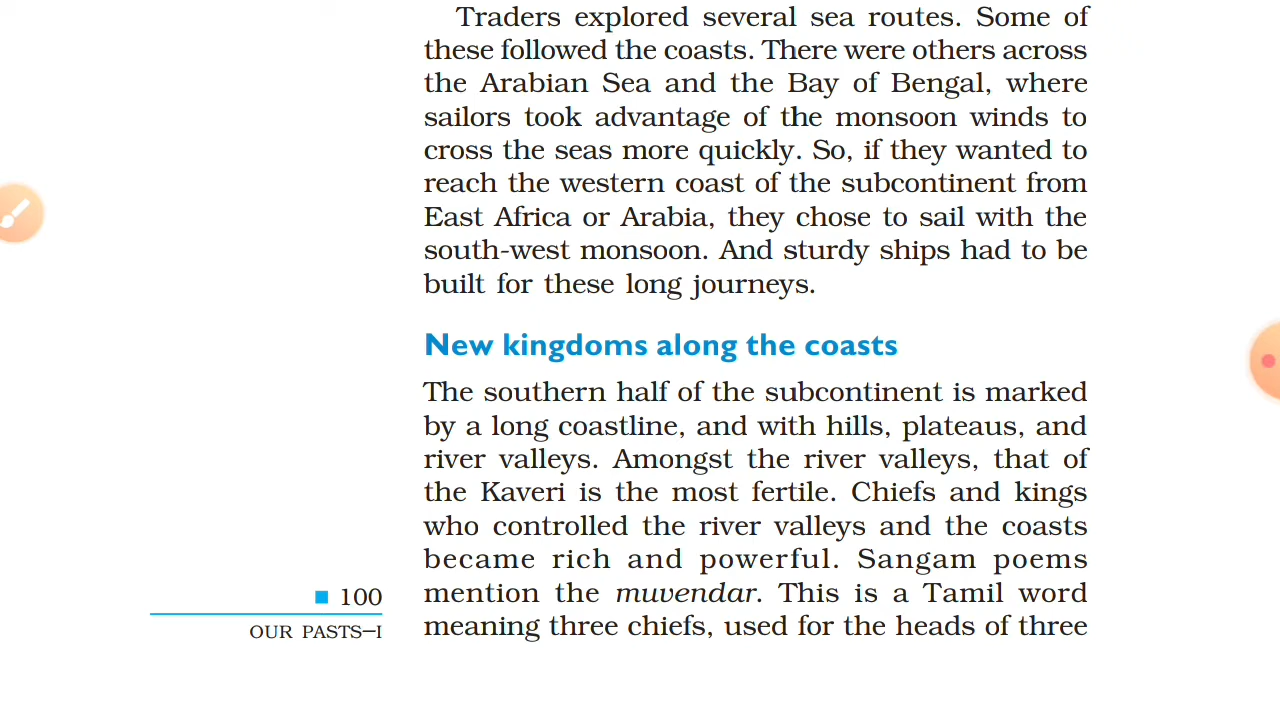 Traders explored several sea routes. Some of
these followed the coasts. There were others across
the Arabian Sea and the Bay of Bengal, where
sailors took advantage of the monsoon winds to
cross the seas more quickly. So, if they wanted to
reach the western coast of the subcontinent from
East Africa or Arabia, they chose to sail with the
south-west monsoon. And sturdy ships had to be
built for these long journeys.
New kingdoms along the coasts
The southern half of the subcontinent is marked
by a long coastline, and with hills, plateaus, and
river valleys. Amongst the river valleys, that of
the Kaveri is the most fertile. Chiefs and kings
who controlled the river valleys and the coasts
became rich and powerful. Sangam poems
mention the muvendar. This is a Tamil word
meaning three chiefs, used for the heads of three
■ 100
OUR PASTS–I